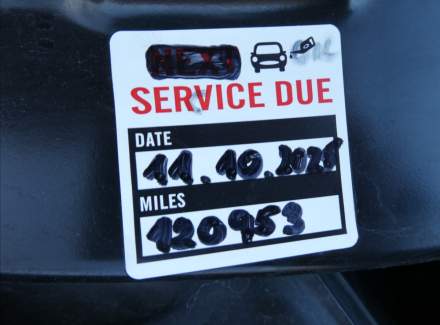 SERVICE DUE
DATE
11.10.2025
MILES
120953